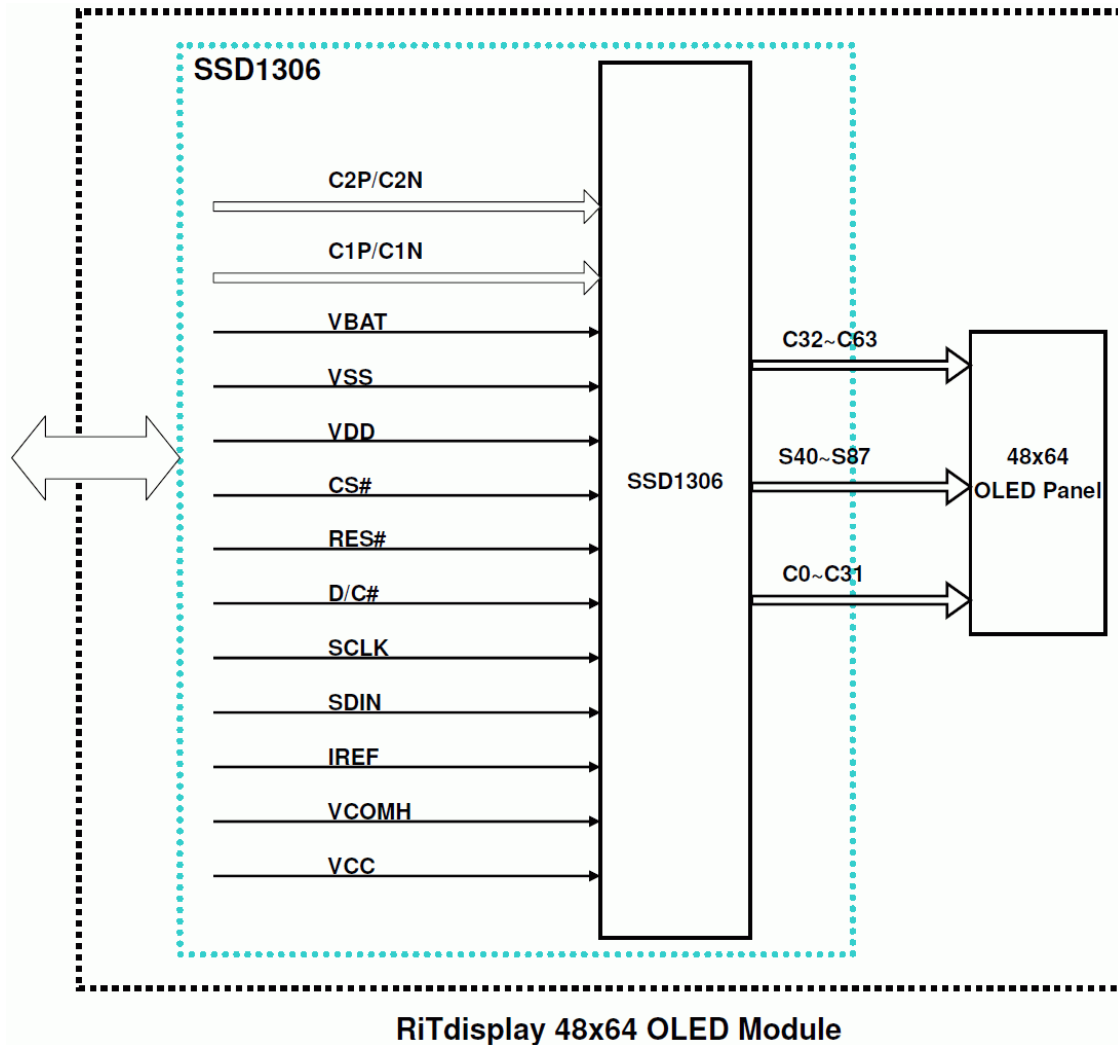 SSD1306
C2P/C2N
C1P/C1N
VBAT
VSS
VDD
CS#
RES#
D/C#
SCLK
SDIN
IREF
VCOMH
VCC
SSD1306
C32~C63
S40~S87
C0~C31
48x64
OLED Panel
RiTdisplay 48x64 OLED Module